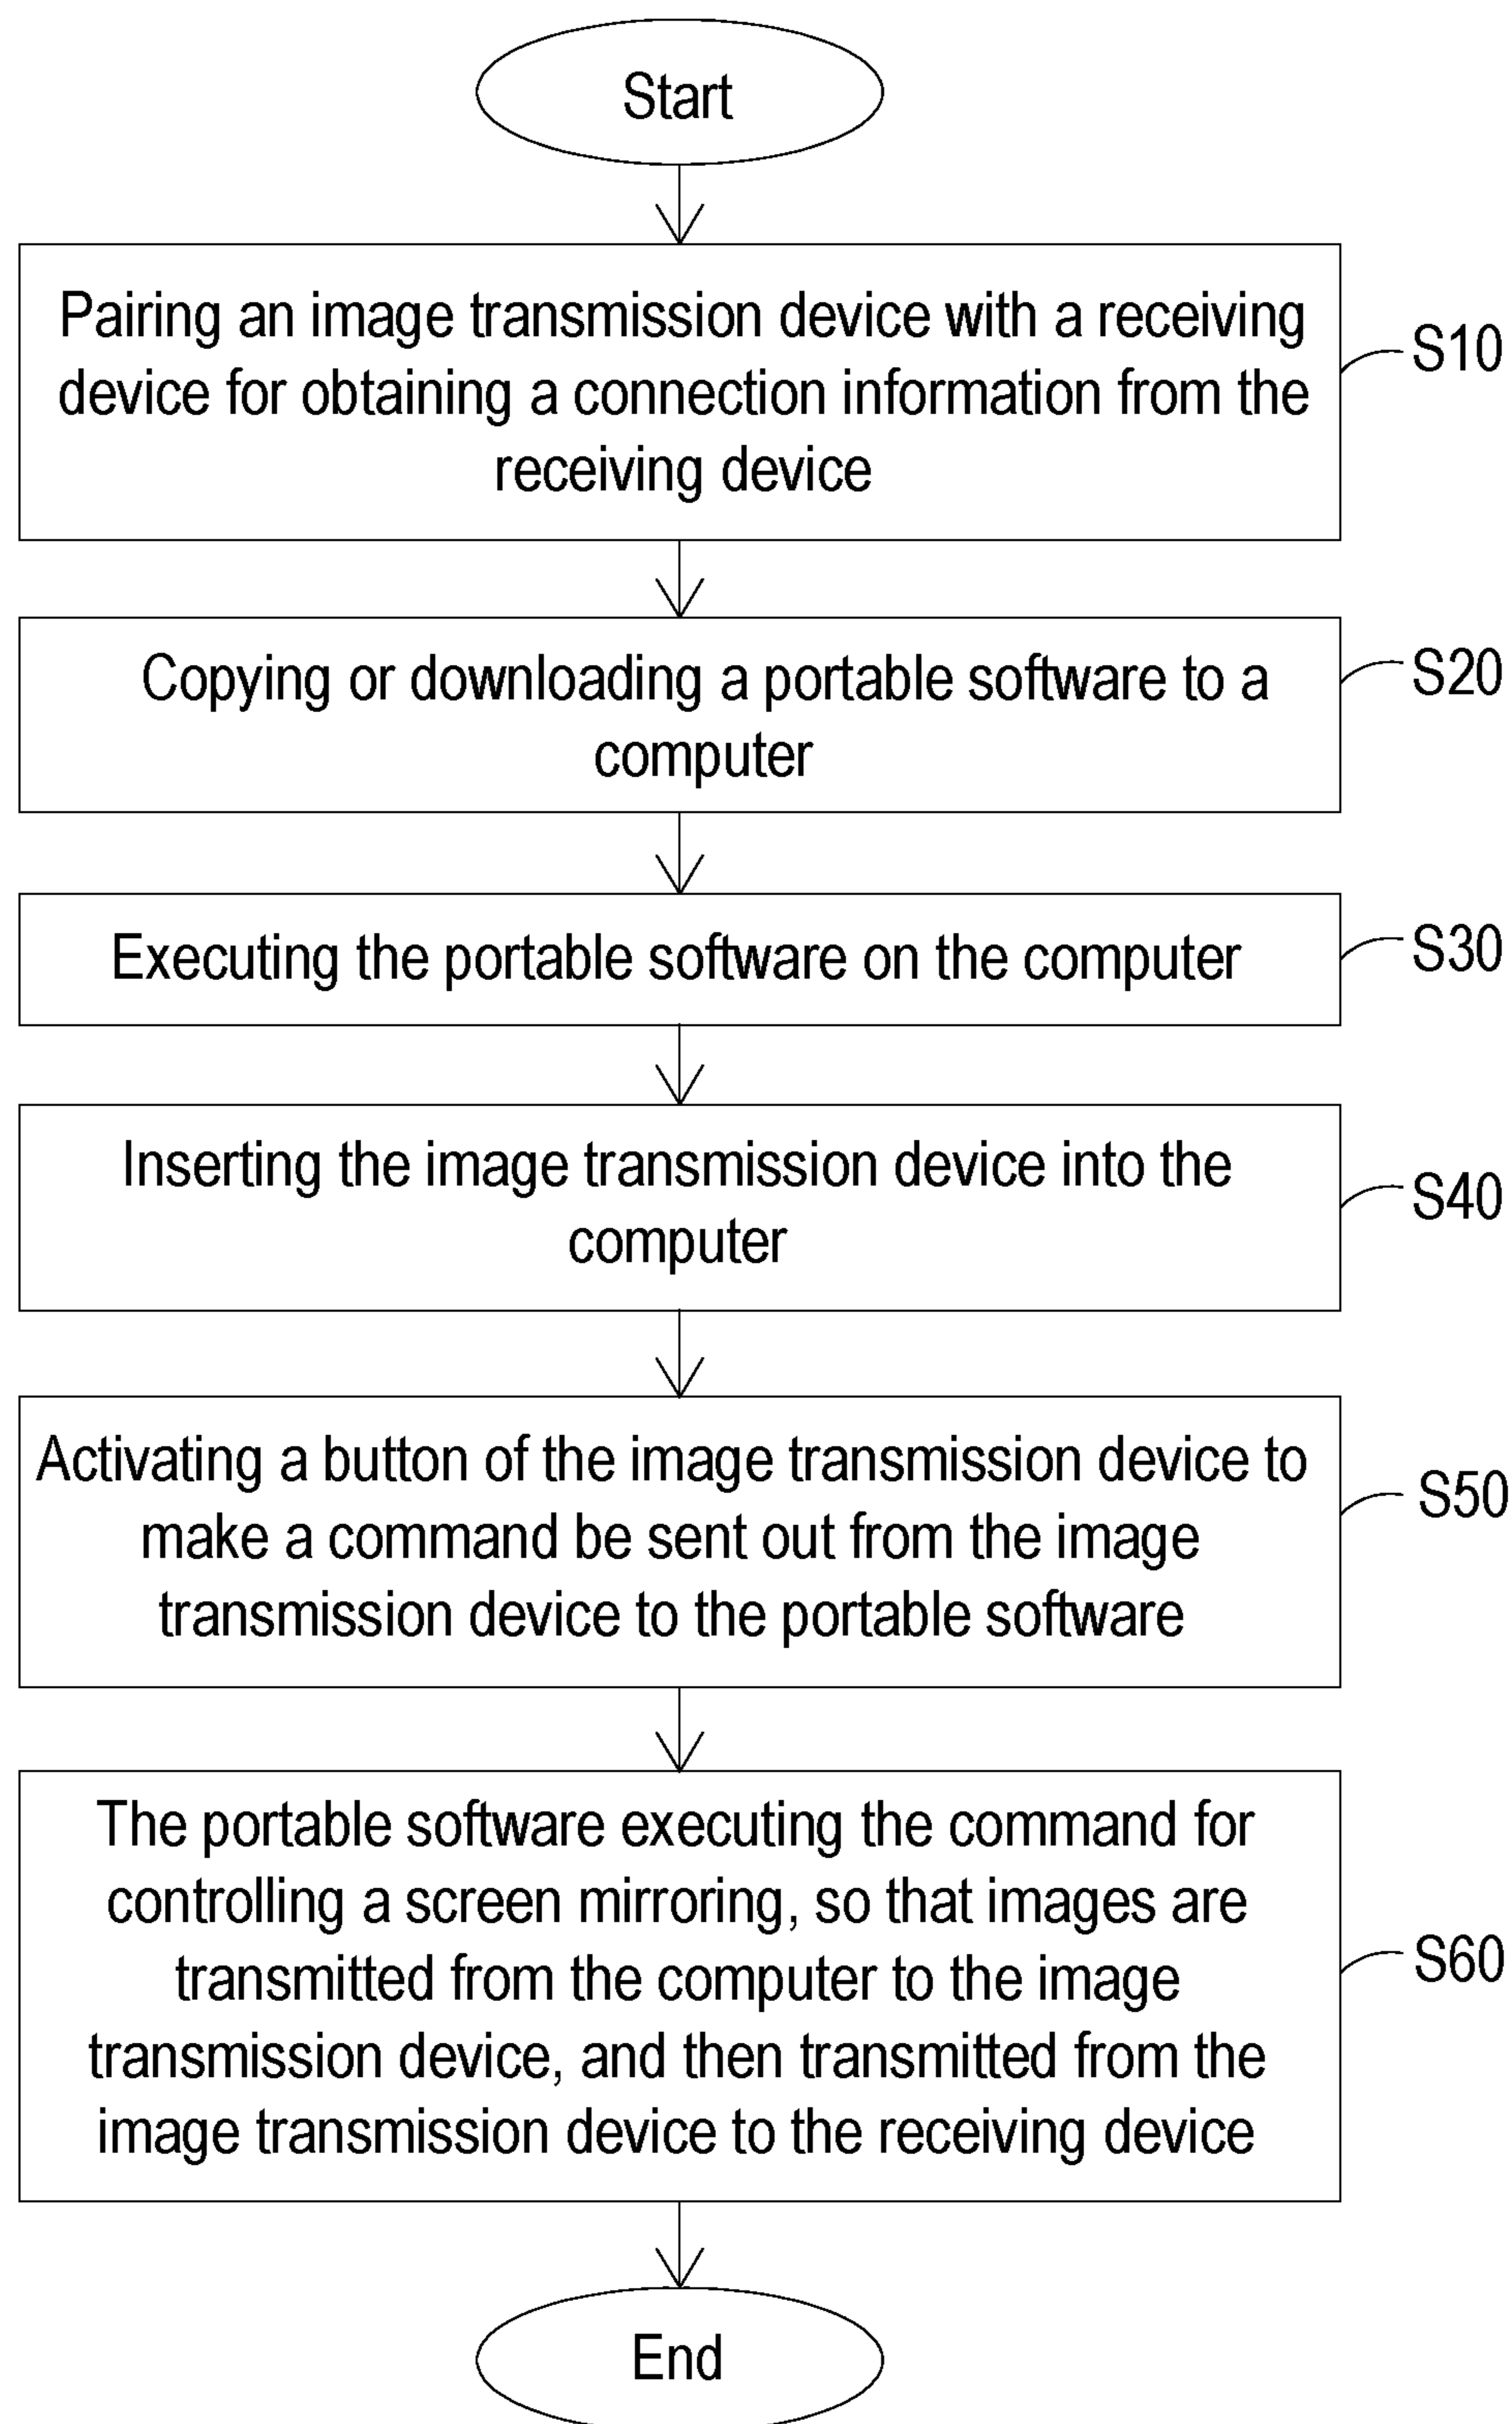 Start
Pairing an image transmission device with a receiving
device for obtaining a connection information from the
receiving device
S10
Copying or downloading a portable software to a
computer
S20
Executing the portable software on the computer
S30
Inserting the image transmission device into the
computer
S40
Activating a button of the image transmission device to
make a command be sent out from the image
transmission device to the portable software
S50
The portable software executing the command for
controlling a screen mirroring, so that images are
transmitted from the computer to the image
transmission device, and then transmitted from the
image transmission device to the receiving device
S60
End